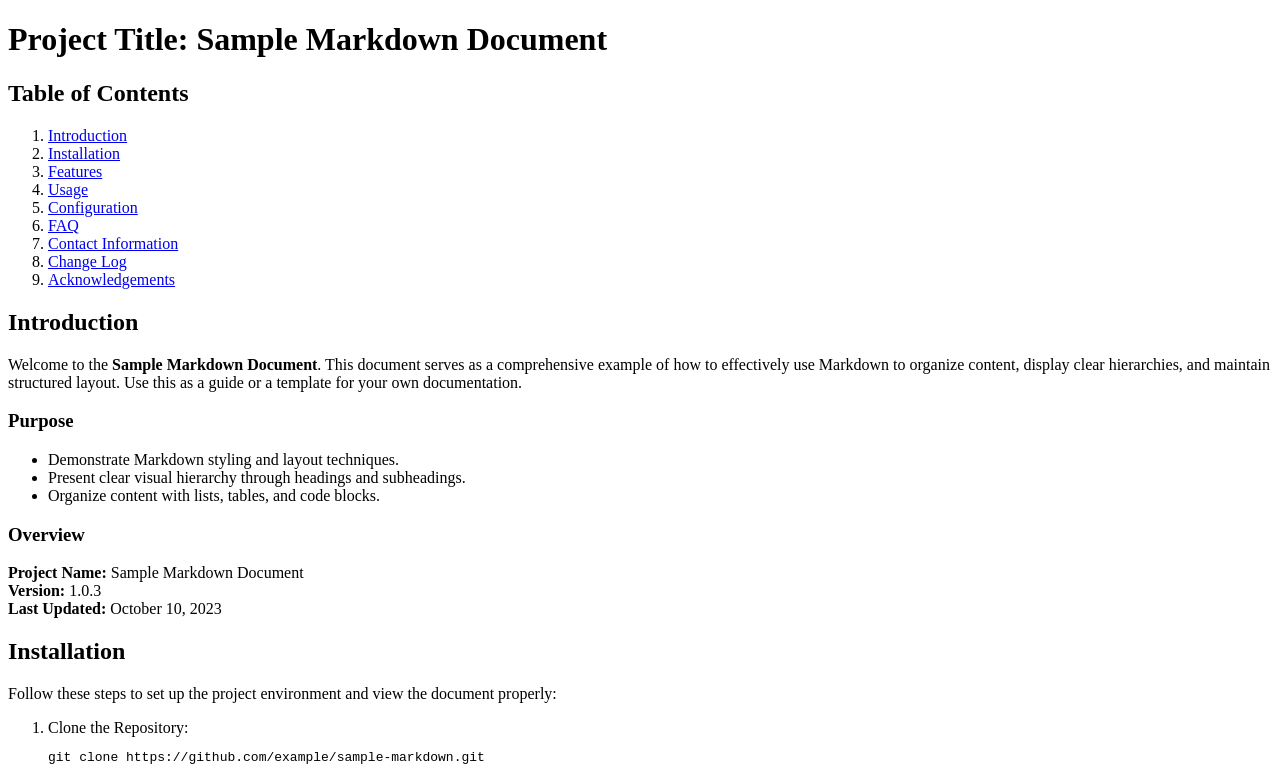 Project Title: Sample Markdown Document
Table of Contents
1. Introduction
2. Installation
3. Features
4. Usage
5. Configuration
6. FAQ
7. Contact Information
8. Change Log
9. Acknowledgements
Introduction
Welcome to the Sample Markdown Document. This document serves as a comprehensive example of how to effectively use Markdown to organize content, display clear hierarchies, and maintain
structured layout. Use this as a guide or a template for your own documentation.
Purpose
• Demonstrate Markdown styling and layout techniques.
• Present clear visual hierarchy through headings and subheadings.
• Organize content with lists, tables, and code blocks.
Overview
Project Name: Sample Markdown Document
Version: 1.0.3
Last Updated: October 10, 2023
Installation
Follow these steps to set up the project environment and view the document properly:
1. Clone the Repository:
git clone https://github.com/example/sample-markdown.git